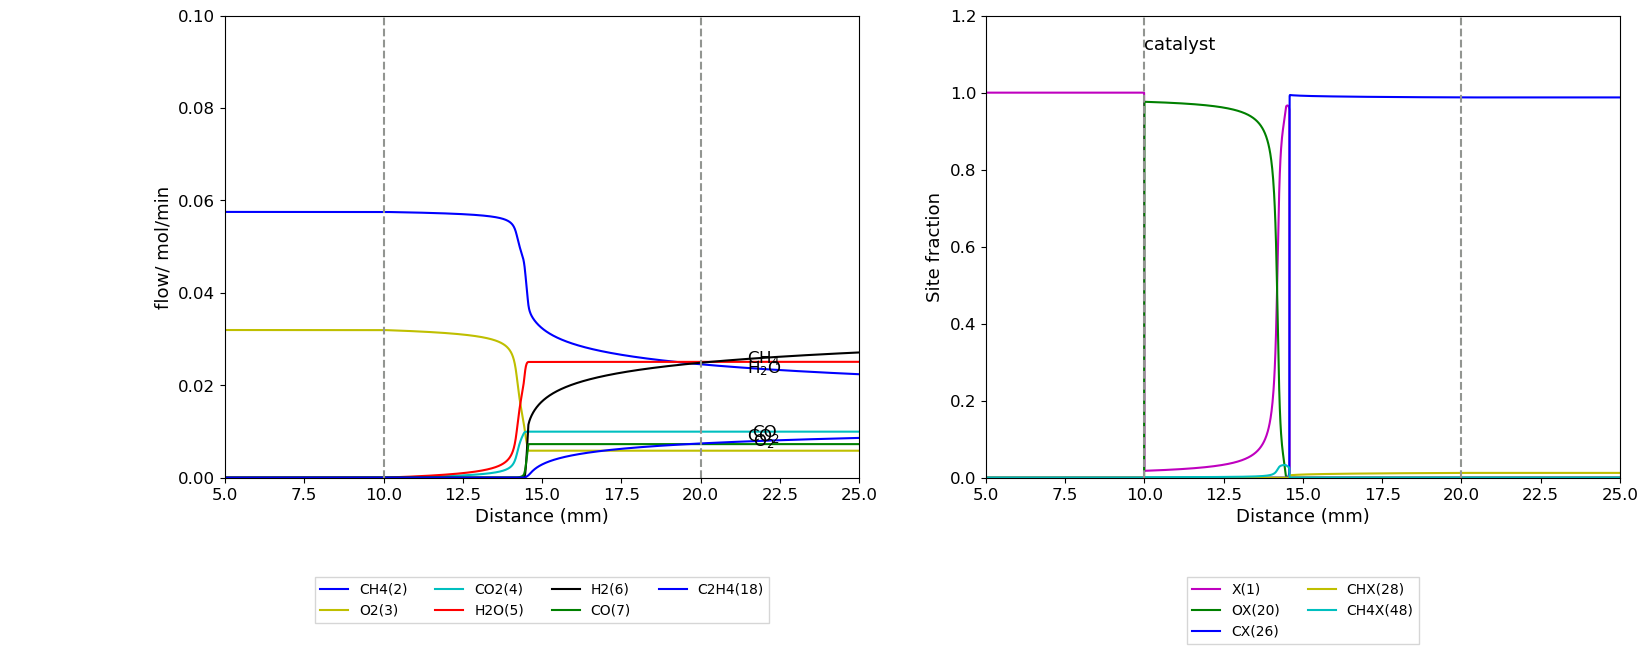 0.10
0.08
0.06
0.04
0.02
0.00
flow/ mol/min
5.0 7.5 10.0 12.5 15.0 17.5 20.0 22.5 25.0
Distance (mm)
CH₄
H₂O
CO
CO₂
O₂
CH4(2) CO2(4) H2(6) C2H4(18)
O2(3) H2O(5) CO(7)
1.2
1.0
0.8
0.6
0.4
0.2
0.0
Site fraction
catalyst
5.0 7.5 10.0 12.5 15.0 17.5 20.0 22.5 25.0
Distance (mm)
X(1) CHX(28)
OX(20) CH4X(48)
CX(26)